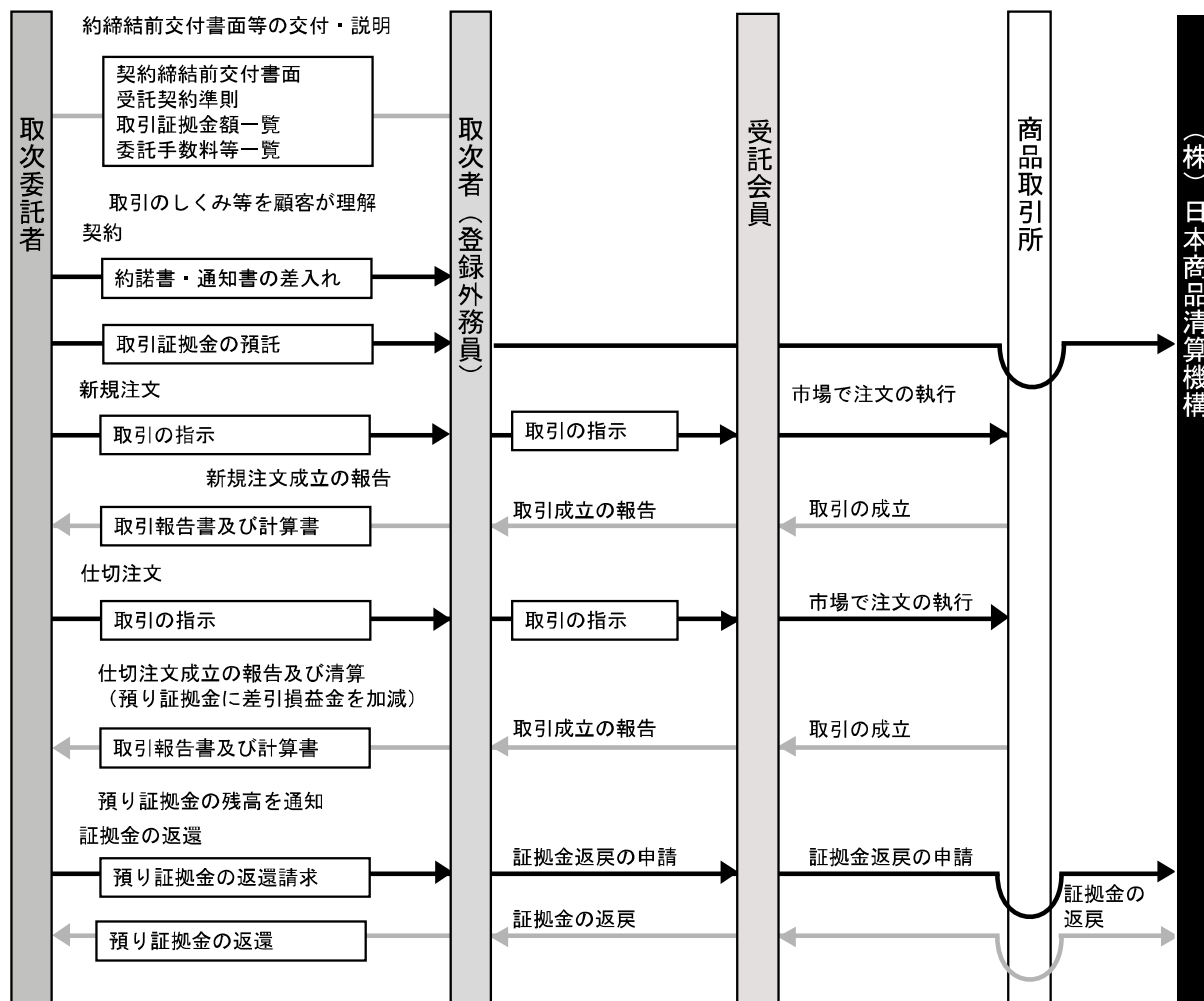 約締結前交付書面等の交付・説明
契約締結前交付書面
受託契約準則
取引証拠金額一覧
委託手数料等一覧
取次委託者
取次者（登録外務員）
受託会員
商品取引所
（株）日本商品清算機構
取引のしくみ等を顧客が理解
契約
約諾書・通知書の差入れ
取引証拠金の預託
新規注文
市場で注文の執行
取引の指示
取引の指示
新規注文成立の報告
取引報告書及び計算書
取引成立の報告
取引の成立
仕切注文
取引の指示
取引の指示
市場で注文の執行
仕切注文成立の報告及び清算
（預り証拠金に差引損益金を加減）
取引報告書及び計算書
取引成立の報告
取引の成立
預り証拠金の残高を通知
証拠金の返還
預り証拠金の返還請求
証拠金返戻の申請
証拠金返戻の申請
預り証拠金の返還
証拠金の返戻
証拠金の
返戻